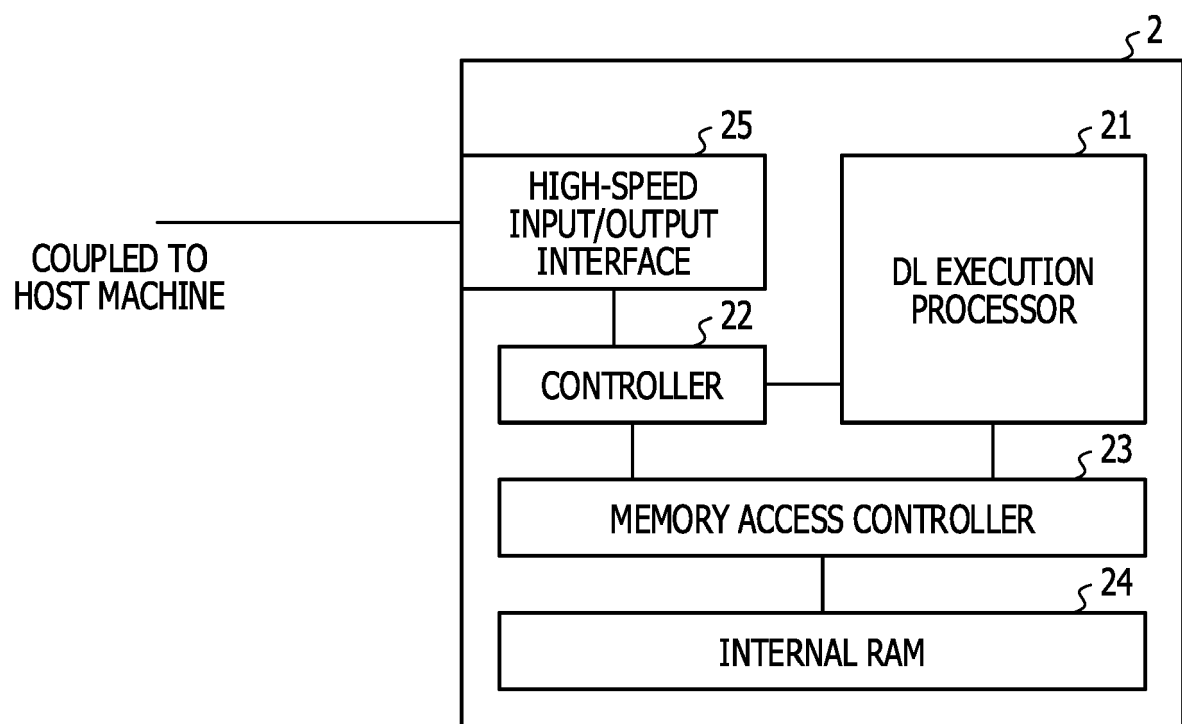 2
25
21
HIGH-SPEED
INPUT/OUTPUT
INTERFACE
COUPLED TO
HOST MACHINE
DL EXECUTION
PROCESSOR
22
CONTROLLER
23
MEMORY ACCESS CONTROLLER
24
INTERNAL RAM